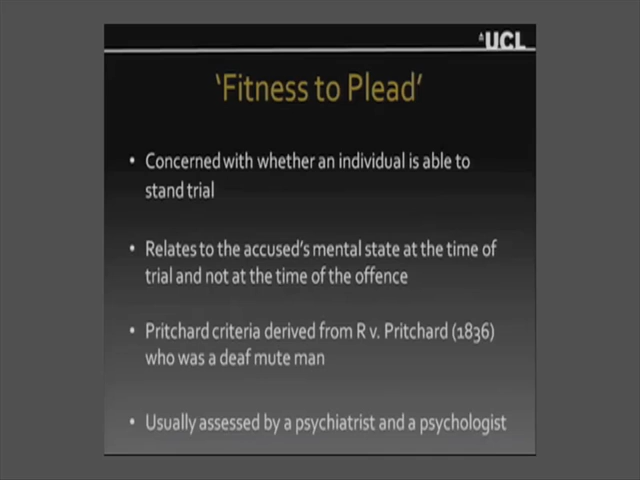 UCL
‘Fitness to Plead’
• Concerned with whether an individual is able to
stand trial
• Relates to the accused’s mental state at the time of
trial and not at the time of the offence
• Pritchard criteria derived from R v. Pritchard (1836)
who was a deaf mute man
• Usually assessed by a psychiatrist and a psychologist